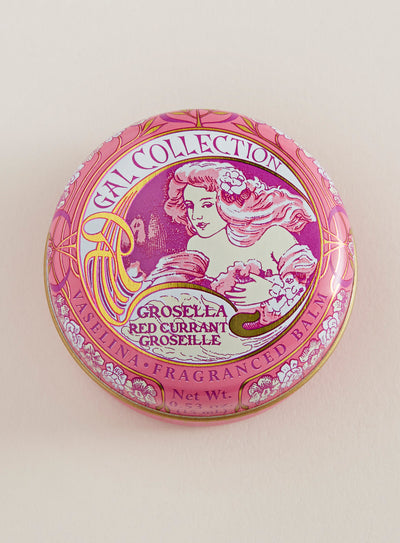 GAL COLLECTION
GROSELLA
RED CURRANT
GROSEILLE
VASELINA • FRAGRANCED BALM
Net Wt.